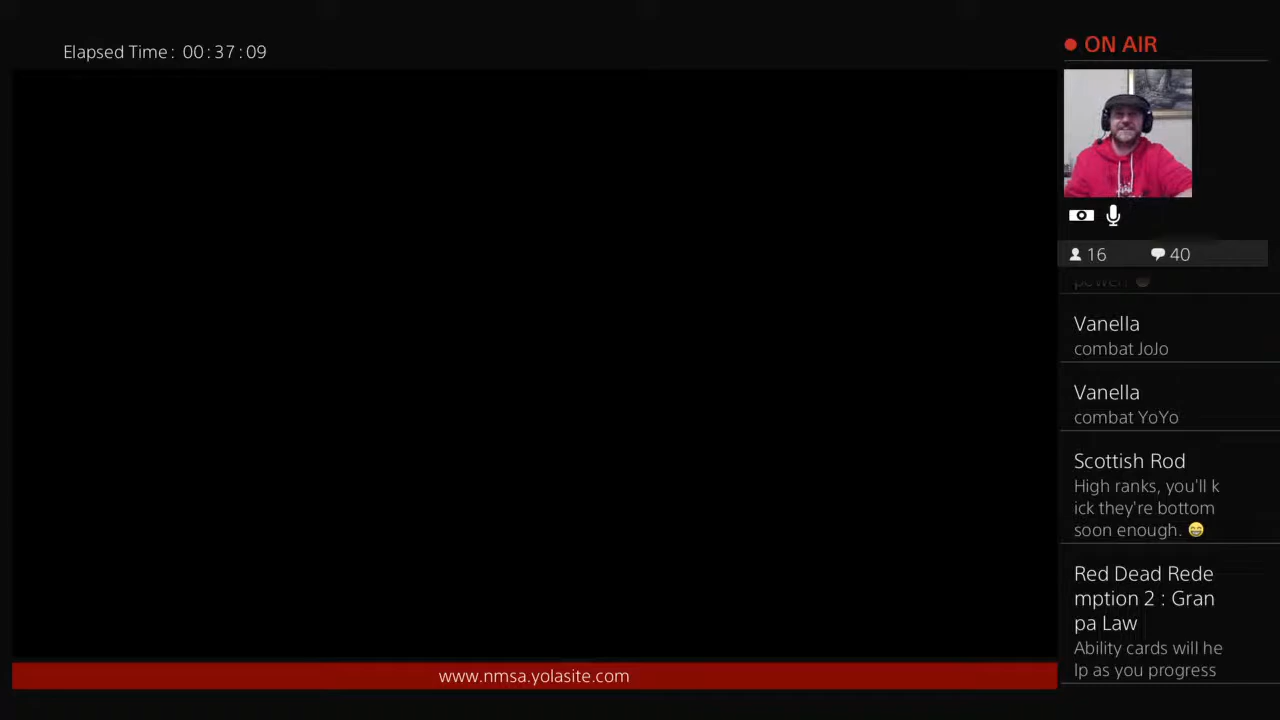 Elapsed Time: 00:37:09
ON AIR
16 40
Vanella
combat JoJo
Vanella
combat YoYo
Scottish Rod
High ranks, you'll k
ick they're bottom
soon enough. 😁
Red Dead Rede
mption 2 : Gran
pa Law
Ability cards will he
lp as you progress
www.nmsa.yolasite.com